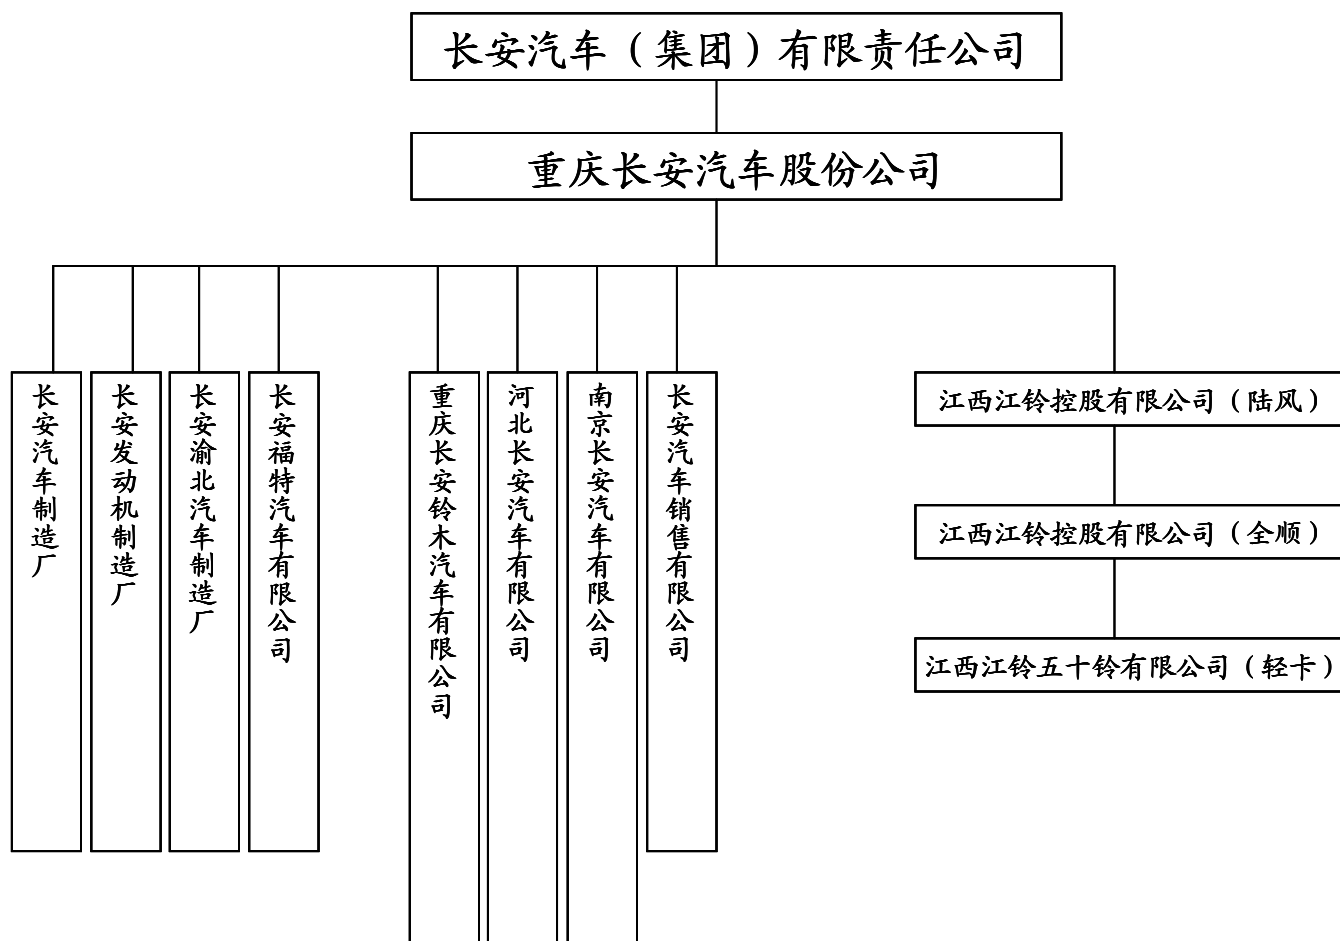 长安汽车（集团）有限责任公司
重庆长安汽车股份公司
长安汽车制造厂
长安发动机制造厂
长安渝北汽车制造厂
长安福特汽车有限公司
重庆长安铃木汽车有限公司
河北长安汽车有限公司
南京长安汽车有限公司
长安汽车销售有限公司
江西江铃控股有限公司（陆风）
江西江铃控股有限公司（全顺）
江西江铃五十铃有限公司（轻卡）